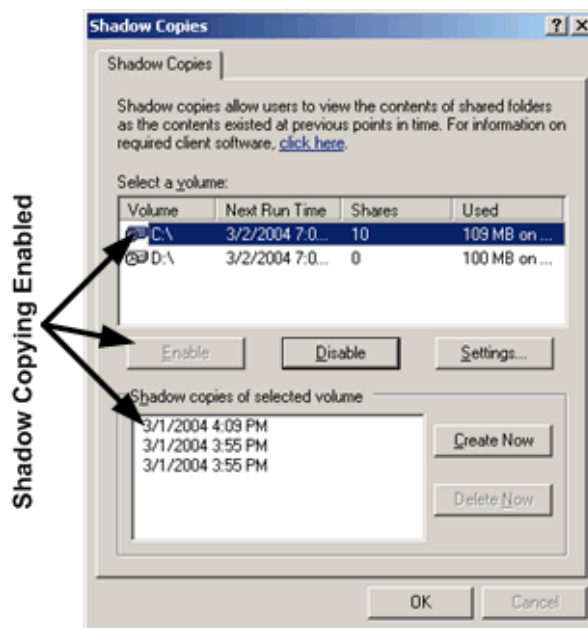 Shadow Copies
Shadow Copies
Shadow copies allow users to view the contents of shared folders
as the contents existed at previous points in time. For information on
required client software, click here.
Select a volume:
Volume Next Run Time Shares Used
C:\ 3/2/2004 7:0... 10 109 MB on ...
D:\ 3/2/2004 7:0... 0 100 MB on ...
Enable Disable Settings...
Shadow copies of selected volume
3/1/2004 4:09 PM
3/1/2004 3:55 PM
3/1/2004 3:55 PM
Create Now
Delete Now
OK Cancel
Shadow Copying Enabled